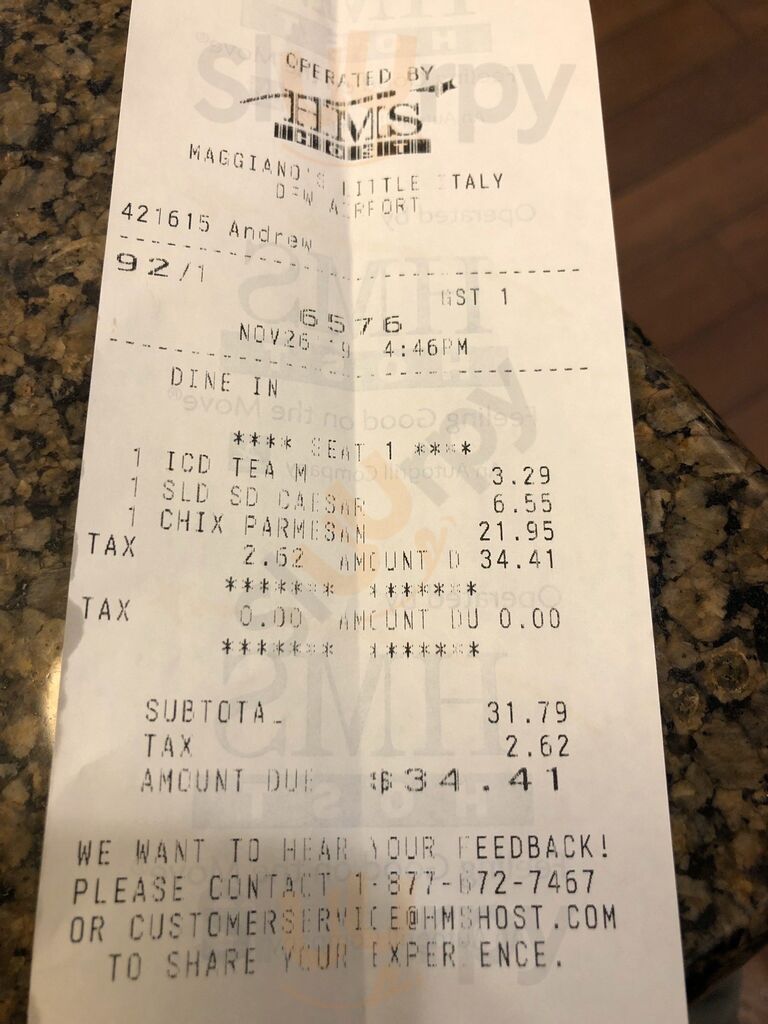 OPERATED BY
HMS
HOST
MAGGIANO'S LITTLE ITALY
DFW AIRPORT
421615 Andrew
92/1 GST 1
6576
NOV26 '19 4:46PM
DINE IN
**** SEAT 1 ****
1 ICD TEA M 3.29
1 SLD SD CAESAR 6.55
1 CHIX PARMESAN 21.95
TAX 2.62 AMOUNT D 34.41
******* *******
TAX 0.00 AMOUNT DU 0.00
******* *******
SUBTOTAL 31.79
TAX 2.62
AMOUNT DUE $34.41
WE WANT TO HEAR YOUR FEEDBACK!
PLEASE CONTACT 1-877-672-7467
OR CUSTOMERSERVICE@HMSHOST.COM
TO SHARE YOUR EXPERIENCE.